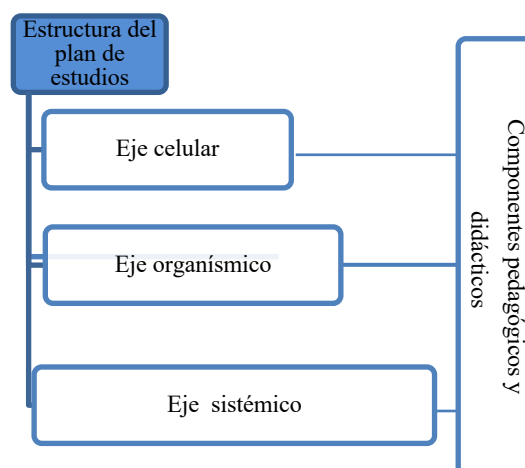 Estructura del
plan de
estudios
Eje celular
Eje organísmico
Eje sistémico
Componentes pedagógicos y
didácticos